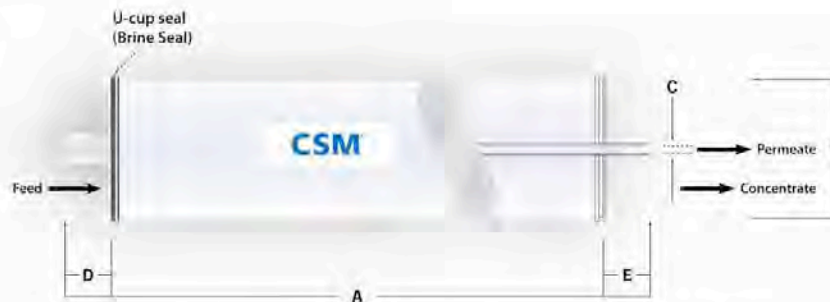 U-cup seal
(Brine Seal)
CSM
C
Permeate
Feed
Concentrate
D
E
A